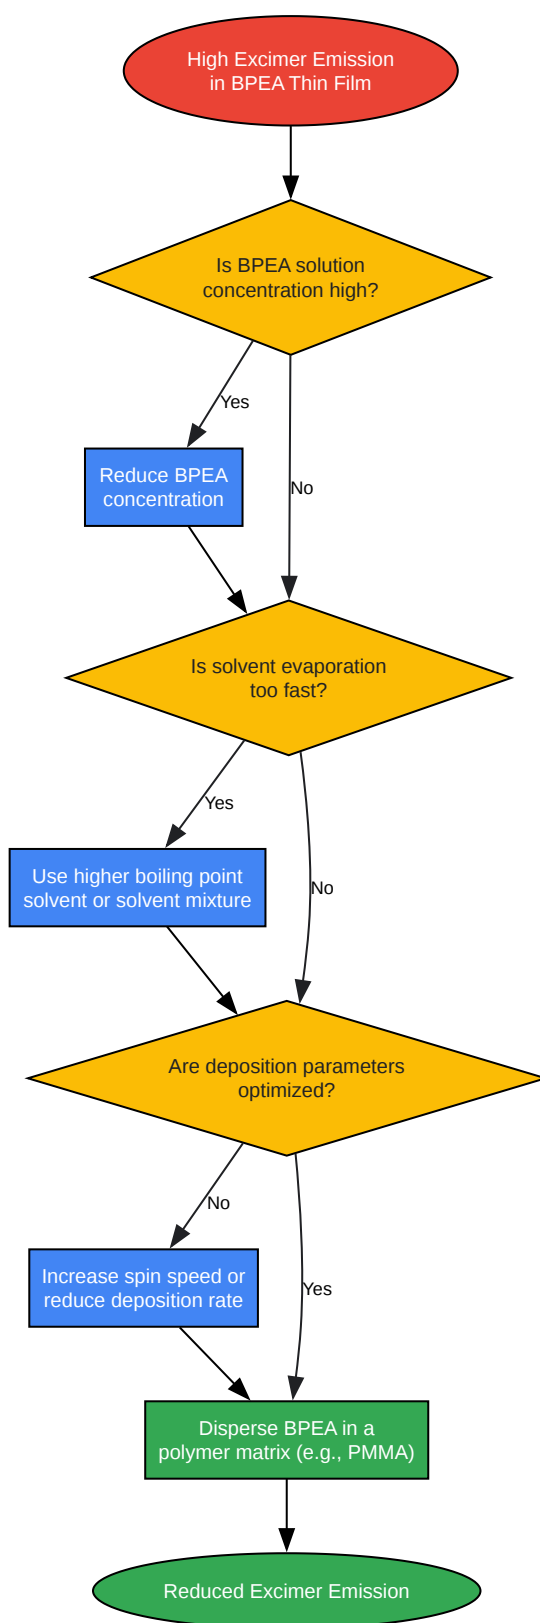 High Excimer Emission
in BPEA Thin Film
Is BPEA solution
concentration high?
Yes
Reduce BPEA
concentration
No
Is solvent evaporation
too fast?
Yes
Use higher boiling point
solvent or solvent mixture
No
Are deposition parameters
optimized?
No
Increase spin speed or
reduce deposition rate
Yes
Disperse BPEA in a
polymer matrix (e.g., PMMA)
Reduced Excimer Emission